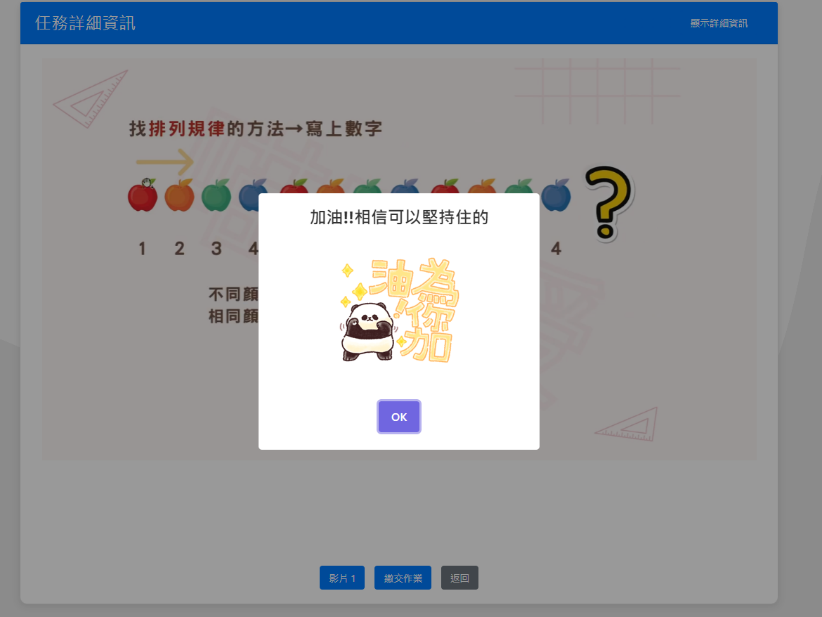 任務詳細資訊
顯示詳細資訊
找排列規律的方法→寫上數字
?
1 2 3 4 4
不同顏
相同顏
加油!!相信可以堅持住的
為你加油!
OK
影片 1 繳交作業 返回